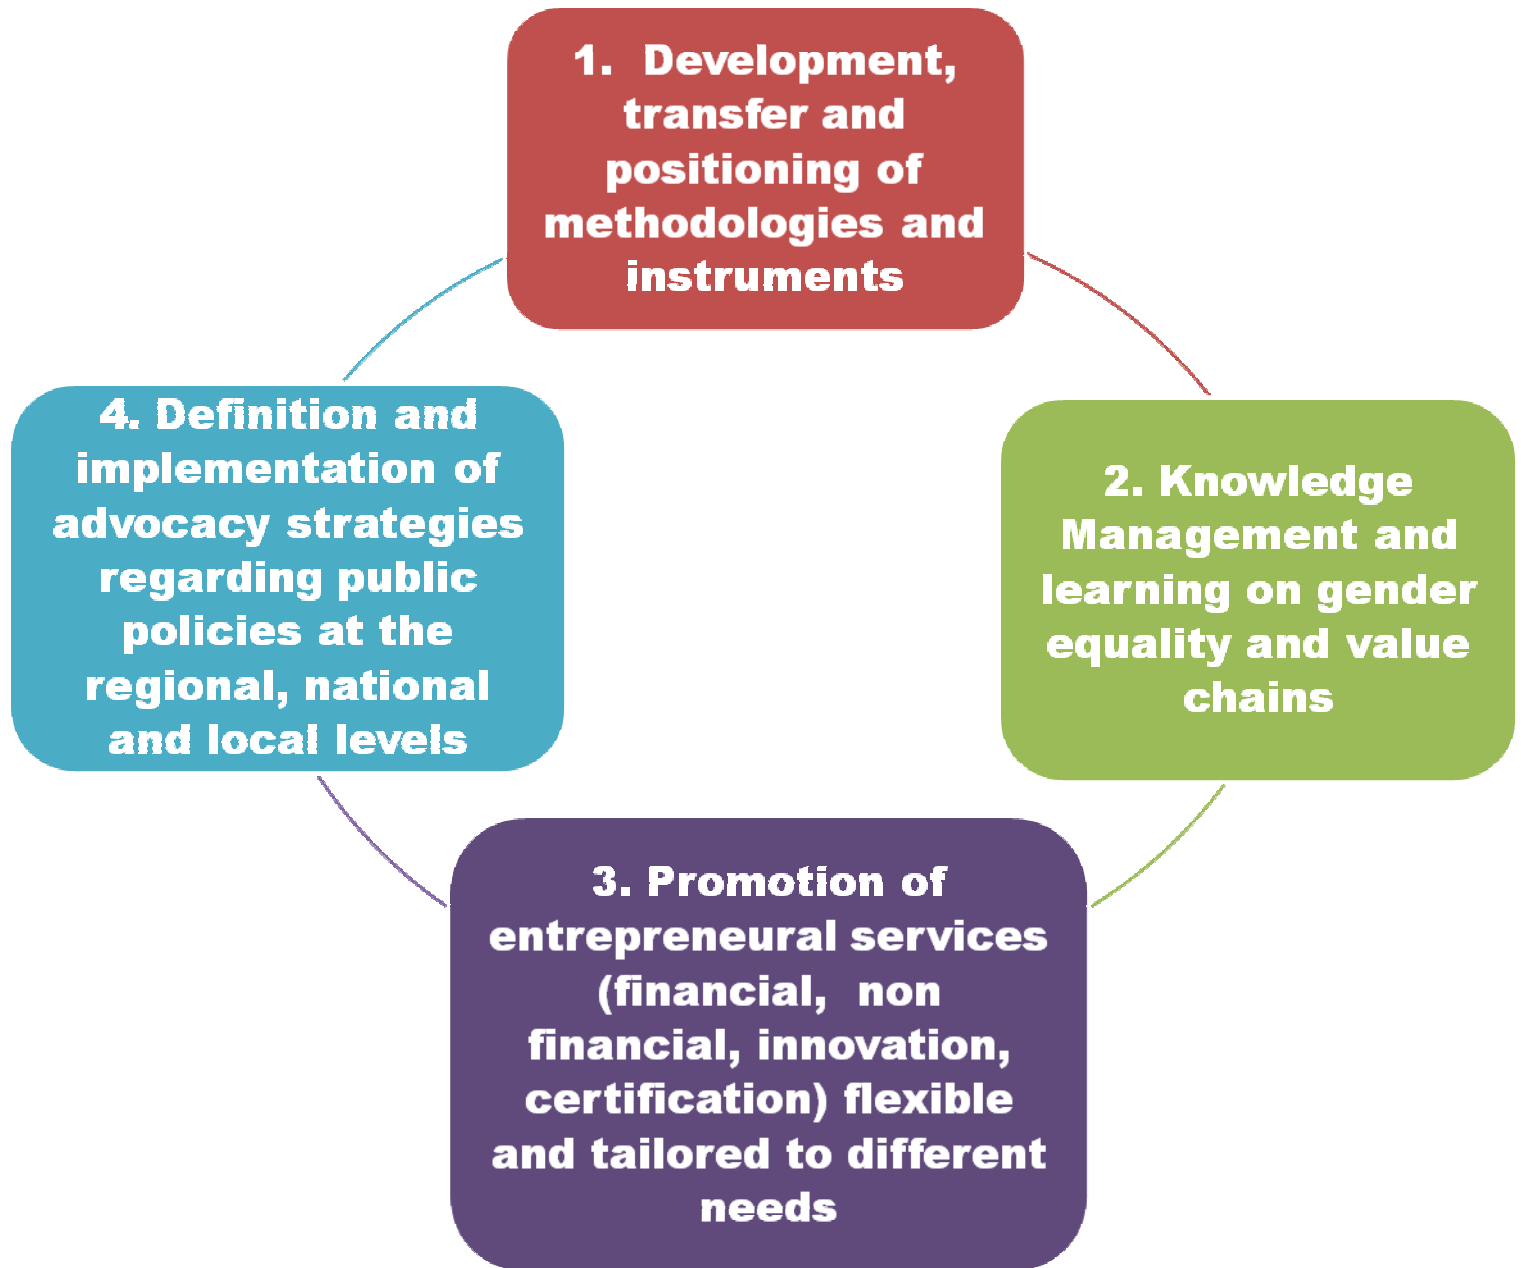 1.  Development,
transfer and
positioning of
methodologies and
instruments
2. Knowledge
Management and
learning on gender
equality and value
chains
3. Promotion of
entrepreneural services
(financial,  non
financial, innovation,
certification) flexible
and tailored to different
needs
4. Definition and
implementation of
advocacy strategies
regarding public
policies at the
regional, national
and local levels